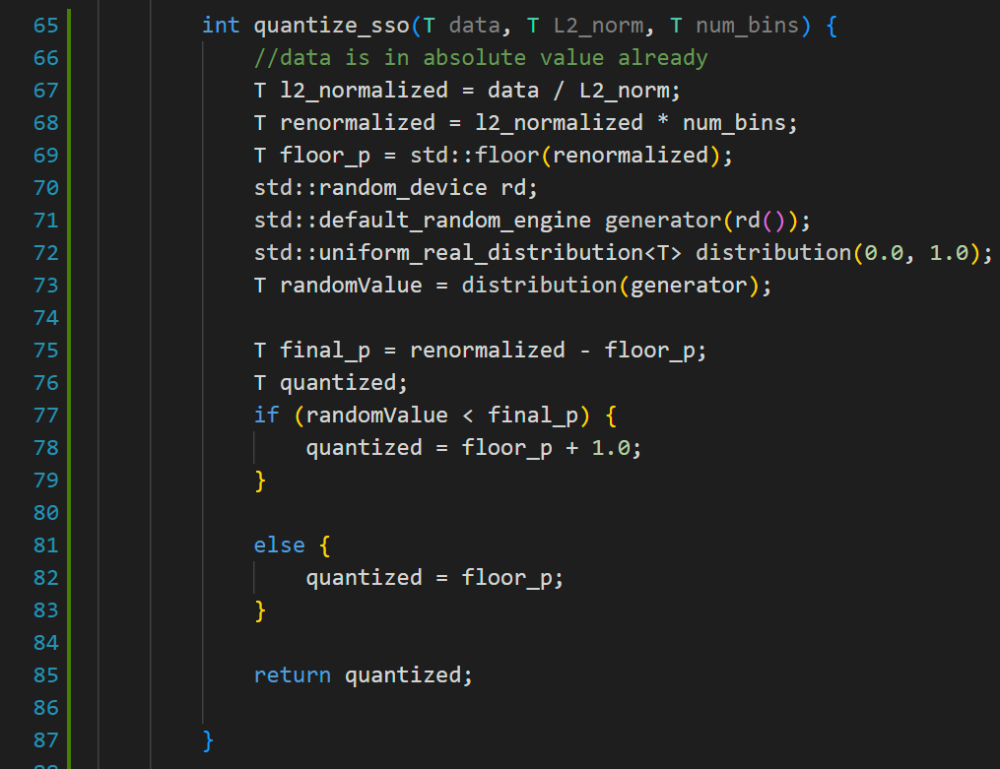 65 int quantize_sso(T data, T L2_norm, T num_bins) {
66 //data is in absolute value already
67 T l2_normalized = data / L2_norm;
68 T renormalized = l2_normalized * num_bins;
69 T floor_p = std::floor(renormalized);
70 std::random_device rd;
71 std::default_random_engine generator(rd());
72 std::uniform_real_distribution<T> distribution(0.0, 1.0);
73 T randomValue = distribution(generator);
74
75 T final_p = renormalized - floor_p;
76 T quantized;
77 if (randomValue < final_p) {
78 quantized = floor_p + 1.0;
79 }
80
81 else {
82 quantized = floor_p;
83 }
84
85 return quantized;
86
87 }